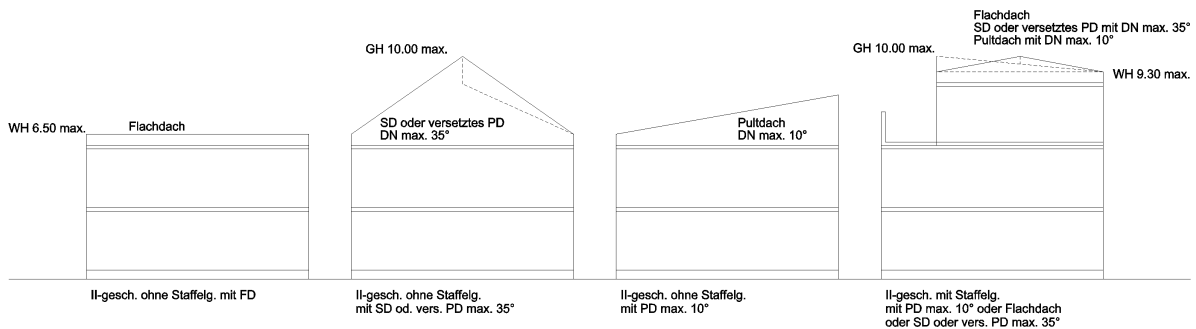 WH 6.50 max.
Flachdach
II-gesch. ohne Staffelg. mit FD
GH 10.00 max.
SD oder versetztes PD
DN max. 35°
II-gesch. ohne Staffelg.
mit SD od. vers. PD max. 35°
Pultdach
DN max. 10°
II-gesch. ohne Staffelg.
mit PD max. 10°
Flachdach
SD oder versetztes PD mit DN max. 35°
Pultdach mit DN max. 10°
GH 10.00 max.
WH 9.30 max.
II-gesch. mit Staffelg.
mit PD max. 10° oder Flachdach
oder SD oder vers. PD max. 35°